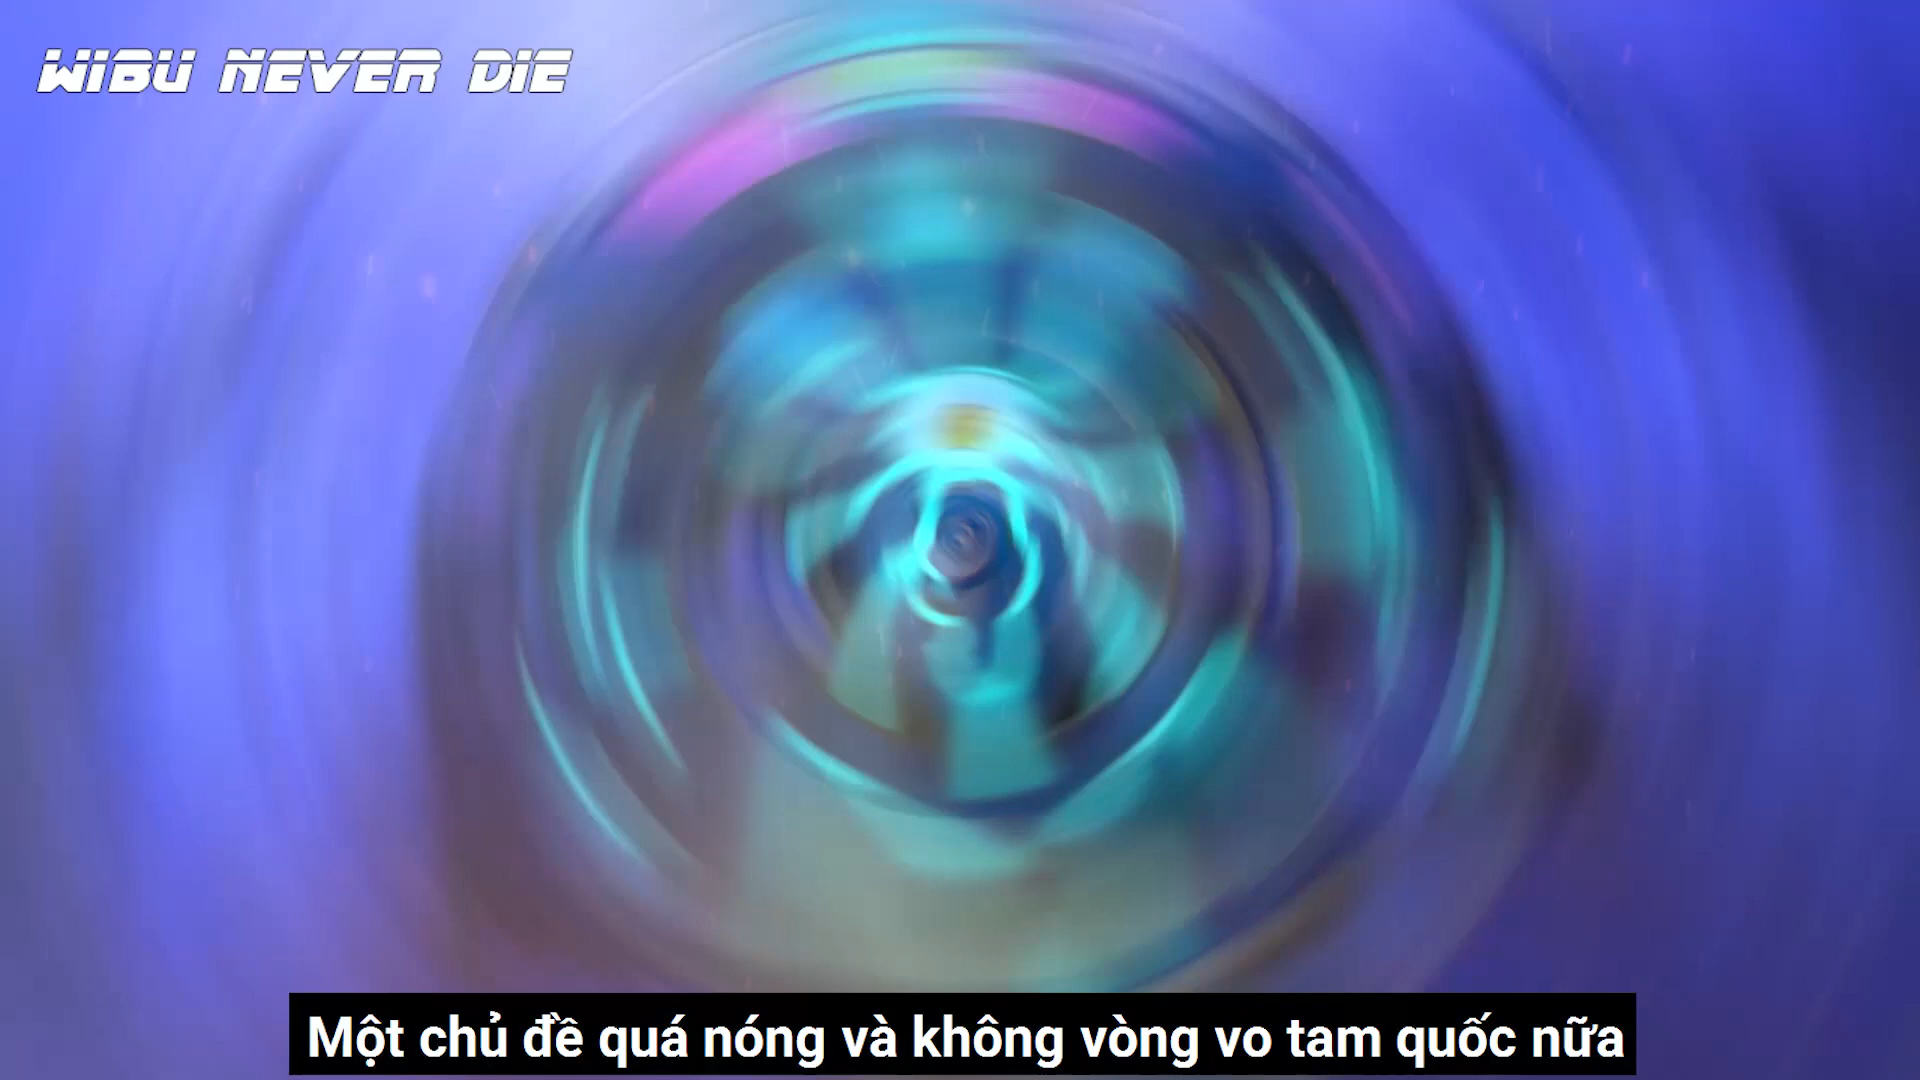 WIBU NEVER DIE
Một chủ đề quá nóng và không vòng vo tam quốc nữa